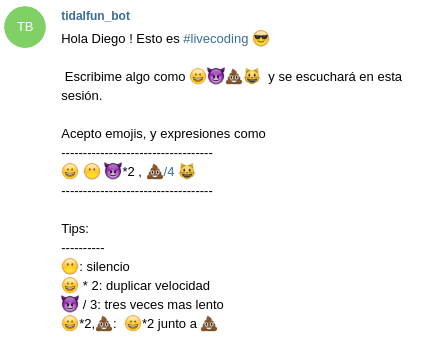 TB
tidalfun_bot
Hola Diego ! Esto es #livecoding 😎
Escribime algo como 😀😈💩😺 y se escuchará en esta
sesión.
Acepto emojis, y expresiones como
-----------------------------------
😀 😶 😈*2 , 💩/4 😺
-----------------------------------
Tips:
----------
😶: silencio
😀 * 2: duplicar velocidad
😈 / 3: tres veces mas lento
😀*2,💩: 😀*2 junto a 💩